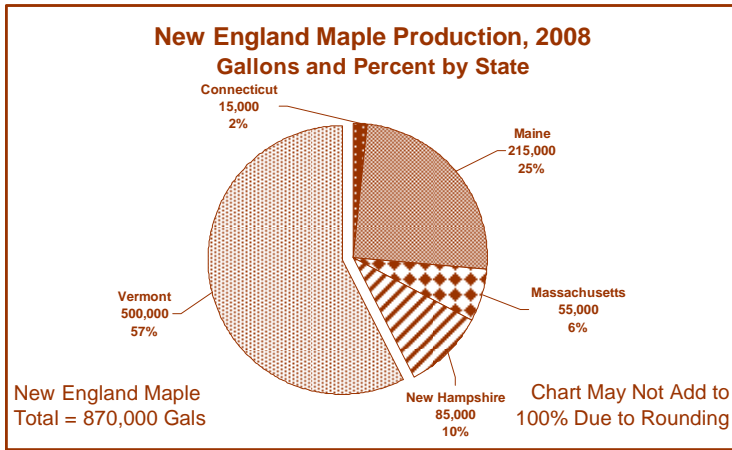 New England Maple Production, 2008
Gallons and Percent by State
Connecticut
15,000
2%
Maine
215,000
25%
Massachusetts
55,000
6%
New Hampshire
85,000
10%
Vermont
500,000
57%
New England Maple
Total = 870,000 Gals
Chart May Not Add to
100% Due to Rounding